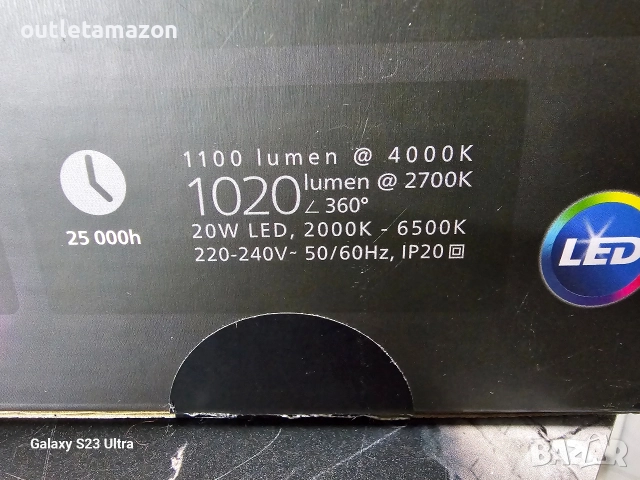 outletamazon
1100 lumen @ 4000K
1020 lumen @ 2700K
∠ 360°
20W LED, 2000K - 6500K
220-240V~ 50/60Hz, IP20
25 000h
LED
Galaxy S23 Ultra
BAZAR